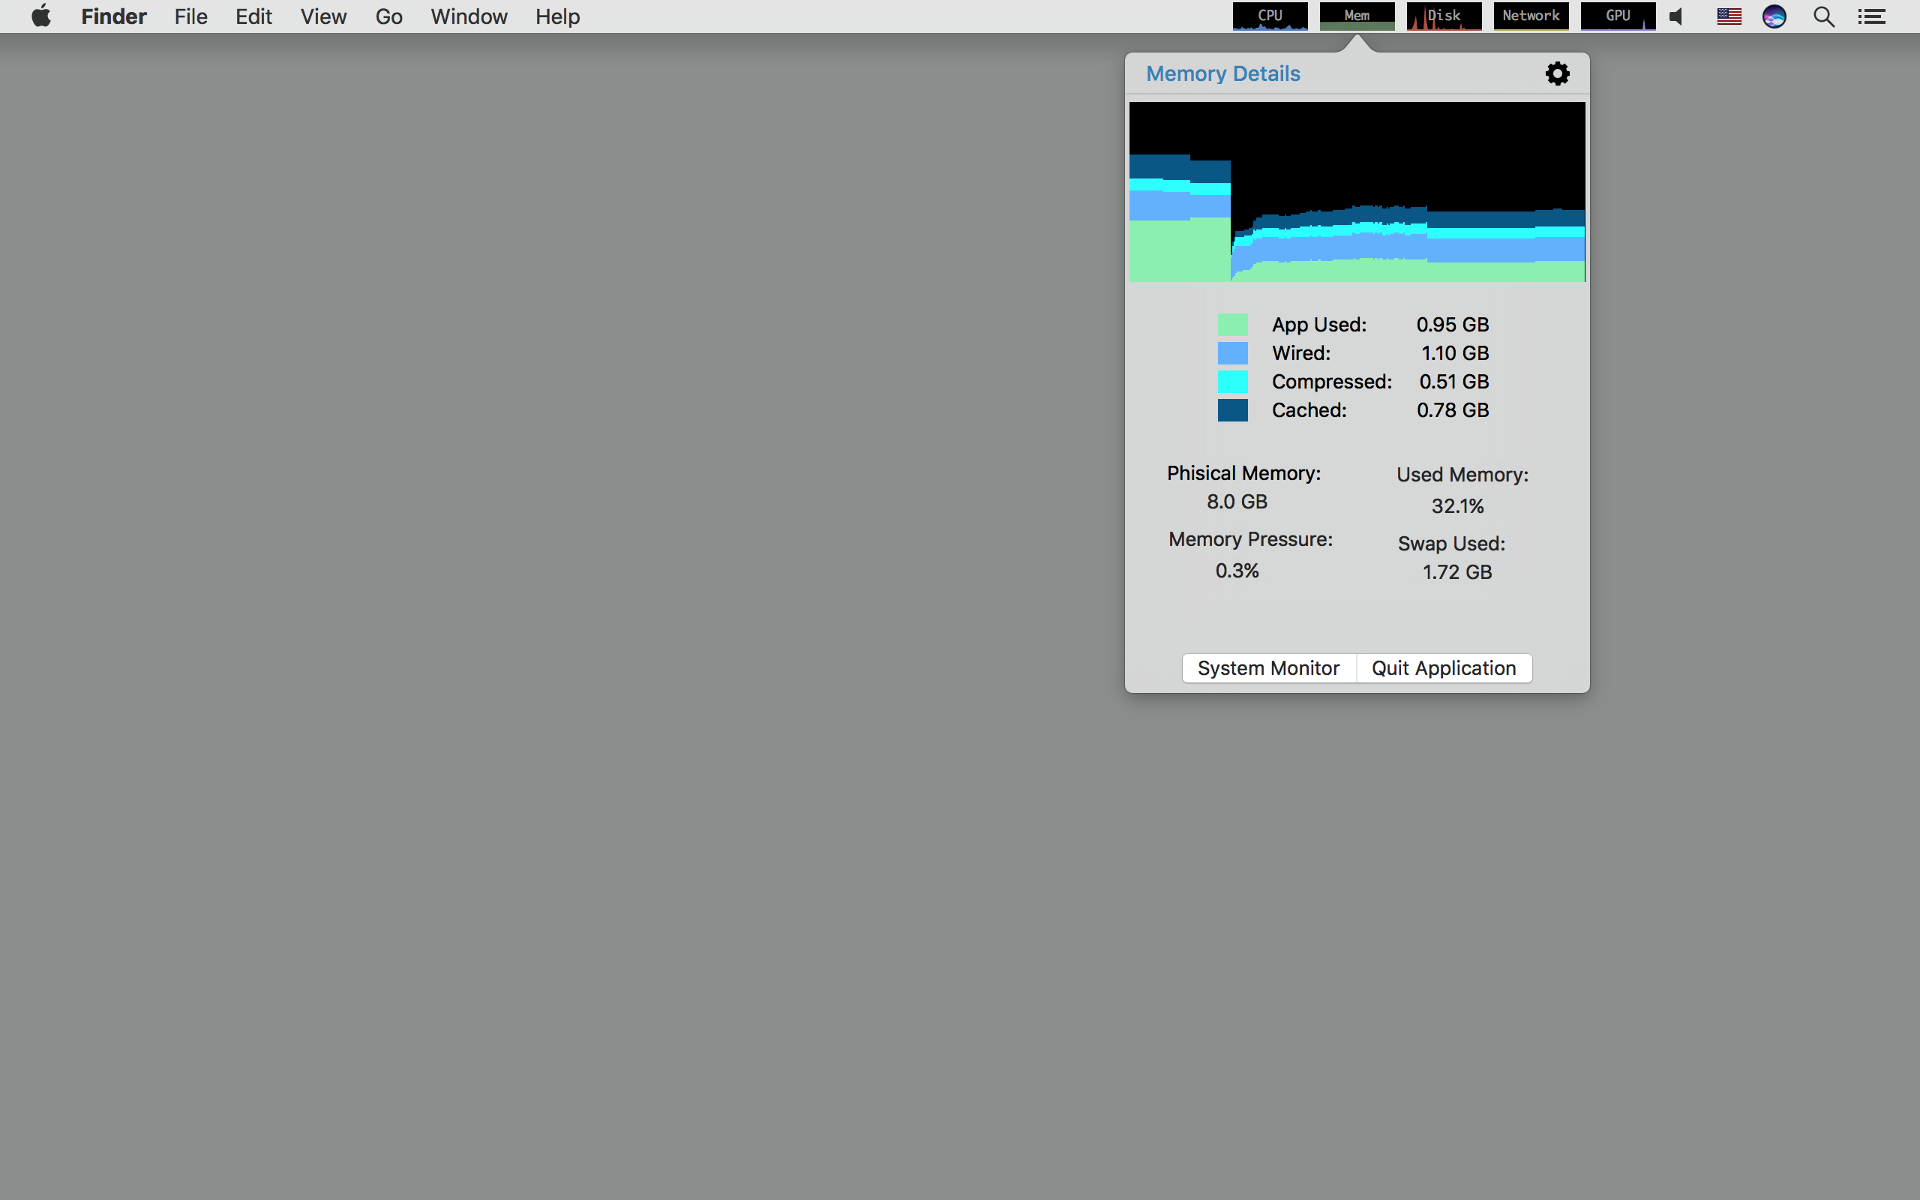 Finder File Edit View Go Window Help CPU Mem Disk Network GPU
Memory Details
App Used: 0.95 GB
Wired: 1.10 GB
Compressed: 0.51 GB
Cached: 0.78 GB
Phisical Memory: Used Memory:
8.0 GB 32.1%
Memory Pressure: Swap Used:
0.3% 1.72 GB
System Monitor Quit Application